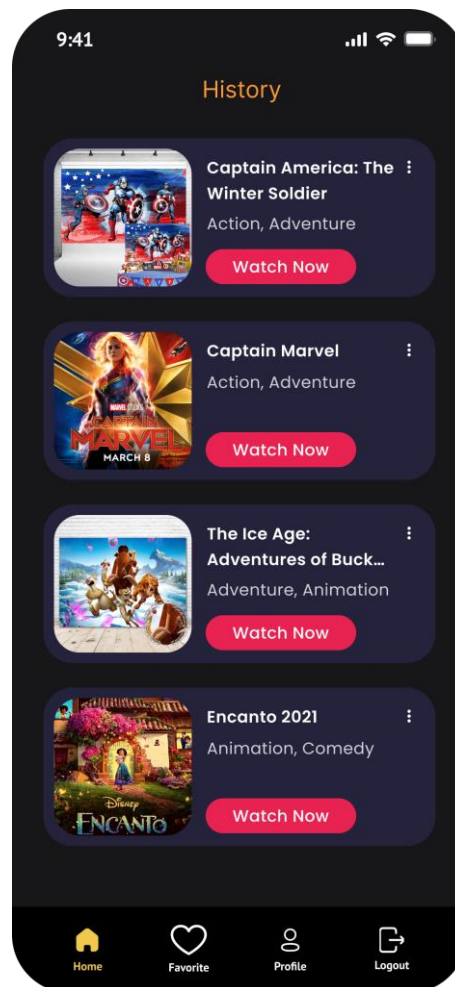 9:41
History
Captain America: The
Winter Soldier
Action, Adventure
Watch Now
Captain Marvel
Action, Adventure
Watch Now
MARVEL STUDIOS
CAPTAIN
MARVEL
MARCH 8
The Ice Age:
Adventures of Buck…
Adventure, Animation
Watch Now
Encanto 2021
Animation, Comedy
Watch Now
Disney
ENCANTO
Home
Favorite
Profile
Logout